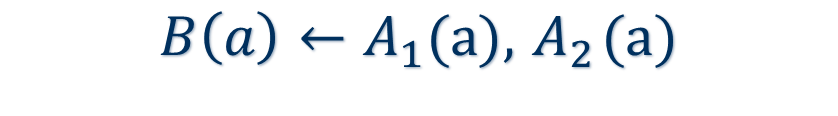 B(a) ← A₁(a), A₂(a)